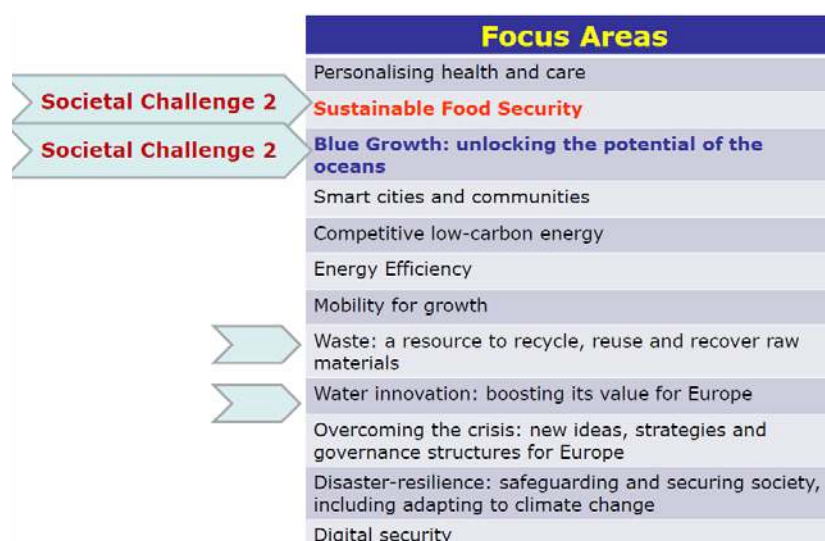 Focus Areas
Personalising health and care
Societal Challenge 2
Sustainable Food Security
Societal Challenge 2
Blue Growth: unlocking the potential of the
oceans
Smart cities and communities
Competitive low-carbon energy
Energy Efficiency
Mobility for growth
Waste: a resource to recycle, reuse and recover raw
materials
Water innovation: boosting its value for Europe
Overcoming the crisis: new ideas, strategies and
governance structures for Europe
Disaster-resilience: safeguarding and securing society,
including adapting to climate change
Digital security